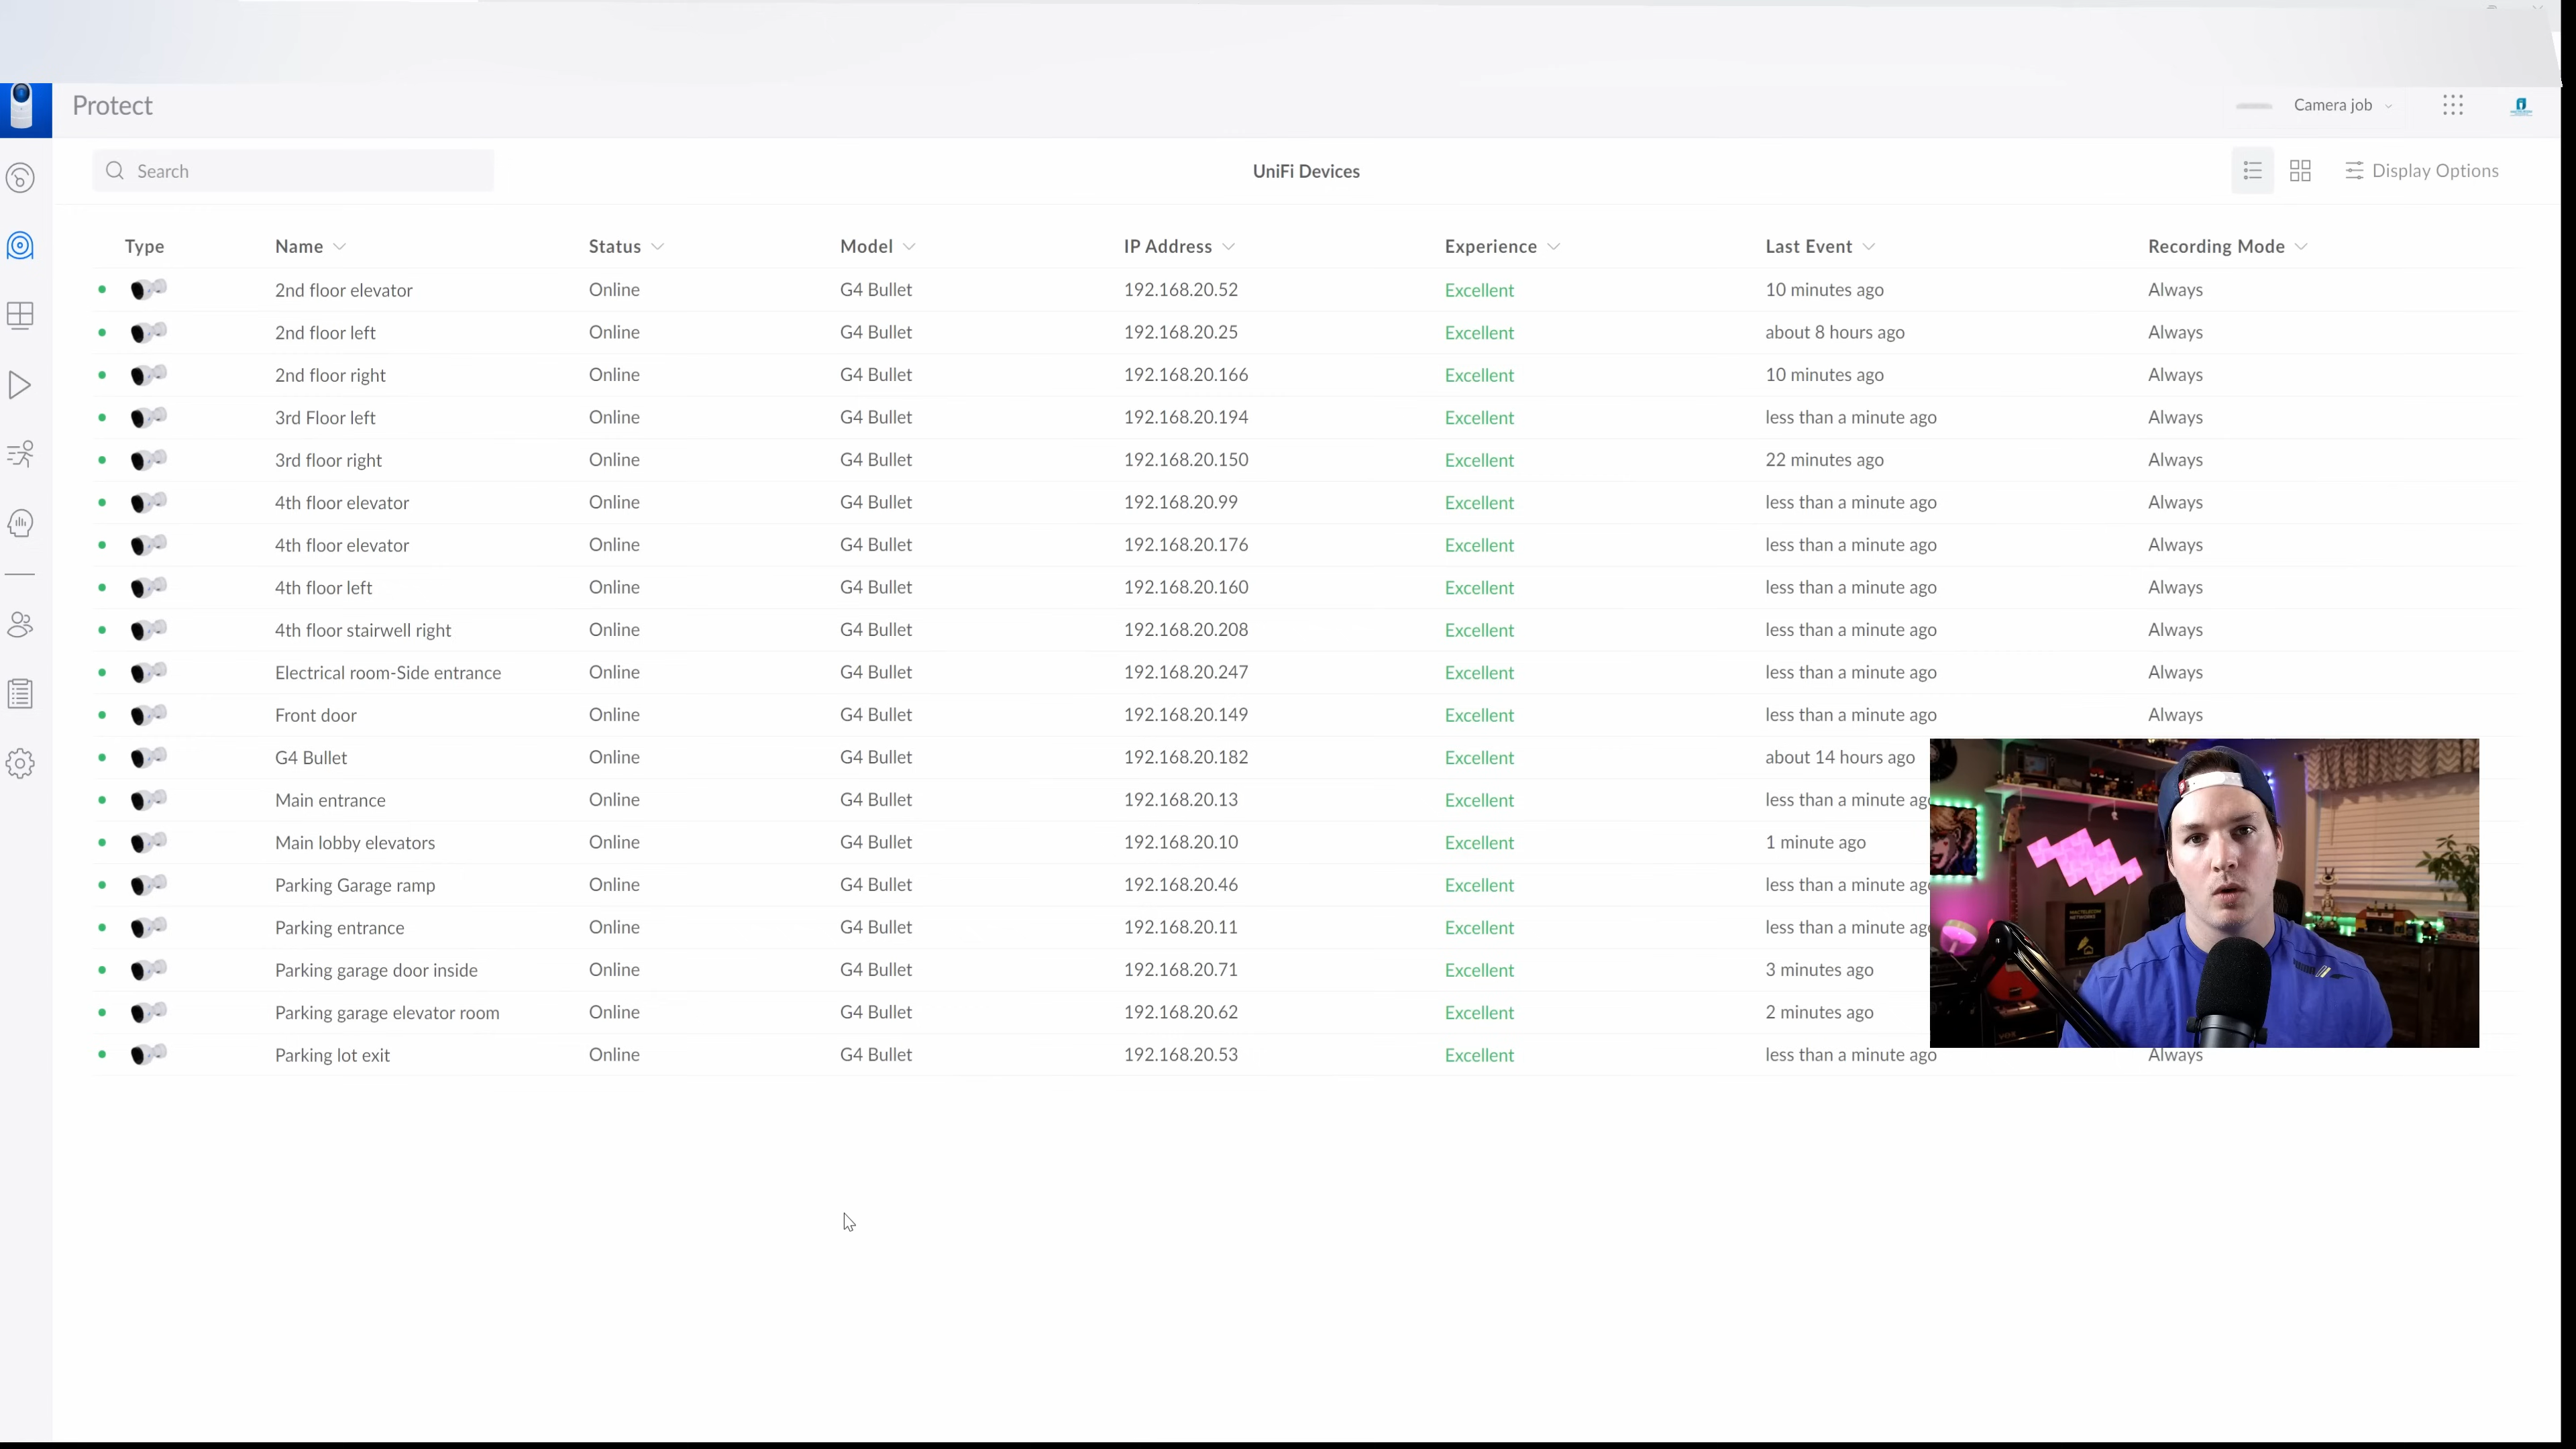 Protect
Camera job
Search
UniFi Devices
Display Options
Type Name Status Model IP Address Experience Last Event Recording Mode
2nd floor elevator Online G4 Bullet 192.168.20.52 Excellent 10 minutes ago Always
2nd floor left Online G4 Bullet 192.168.20.25 Excellent about 8 hours ago Always
2nd floor right Online G4 Bullet 192.168.20.166 Excellent 10 minutes ago Always
3rd Floor left Online G4 Bullet 192.168.20.194 Excellent less than a minute ago Always
3rd floor right Online G4 Bullet 192.168.20.150 Excellent 22 minutes ago Always
4th floor elevator Online G4 Bullet 192.168.20.99 Excellent less than a minute ago Always
4th floor elevator Online G4 Bullet 192.168.20.176 Excellent less than a minute ago Always
4th floor left Online G4 Bullet 192.168.20.160 Excellent less than a minute ago Always
4th floor stairwell right Online G4 Bullet 192.168.20.208 Excellent less than a minute ago Always
Electrical room-Side entrance Online G4 Bullet 192.168.20.247 Excellent less than a minute ago Always
Front door Online G4 Bullet 192.168.20.149 Excellent less than a minute ago Always
G4 Bullet Online G4 Bullet 192.168.20.182 Excellent about 14 hours ago
Main entrance Online G4 Bullet 192.168.20.13 Excellent less than a minute ago
Main lobby elevators Online G4 Bullet 192.168.20.10 Excellent 1 minute ago
Parking Garage ramp Online G4 Bullet 192.168.20.46 Excellent less than a minute ago
Parking entrance Online G4 Bullet 192.168.20.11 Excellent less than a minute ago
Parking garage door inside Online G4 Bullet 192.168.20.71 Excellent 3 minutes ago
Parking garage elevator room Online G4 Bullet 192.168.20.62 Excellent 2 minutes ago
Parking lot exit Online G4 Bullet 192.168.20.53 Excellent less than a minute ago Always